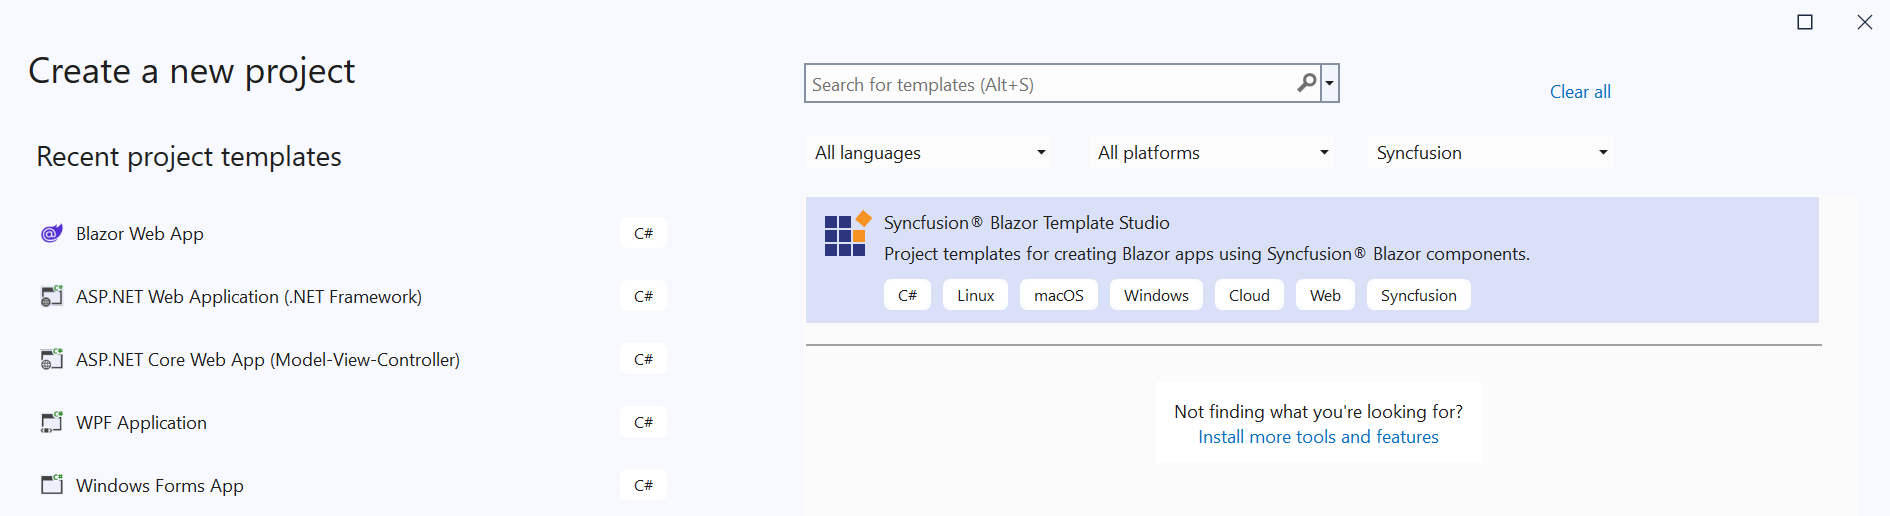 Create a new project
Search for templates (Alt+S)
Clear all
All languages
All platforms
Syncfusion
Recent project templates
Blazor Web App
C#
ASP.NET Web Application (.NET Framework)
C#
ASP.NET Core Web App (Model-View-Controller)
C#
WPF Application
C#
Windows Forms App
C#
Syncfusion® Blazor Template Studio
Project templates for creating Blazor apps using Syncfusion® Blazor components.
C# Linux macOS Windows Cloud Web Syncfusion
Not finding what you're looking for?
Install more tools and features